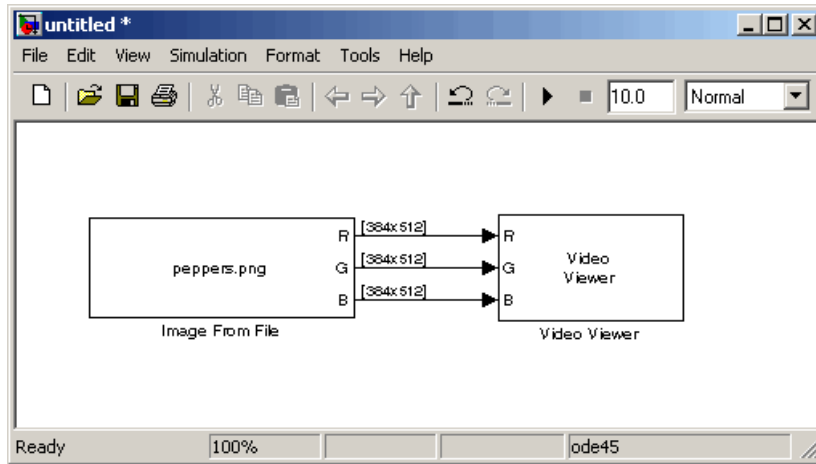 untitled *
File Edit View Simulation Format Tools Help
10.0 Normal
R [384x512] R
peppers.png G [384x512] G Video Viewer
B [384x512] B
Image From File Video Viewer
Ready 100% ode45